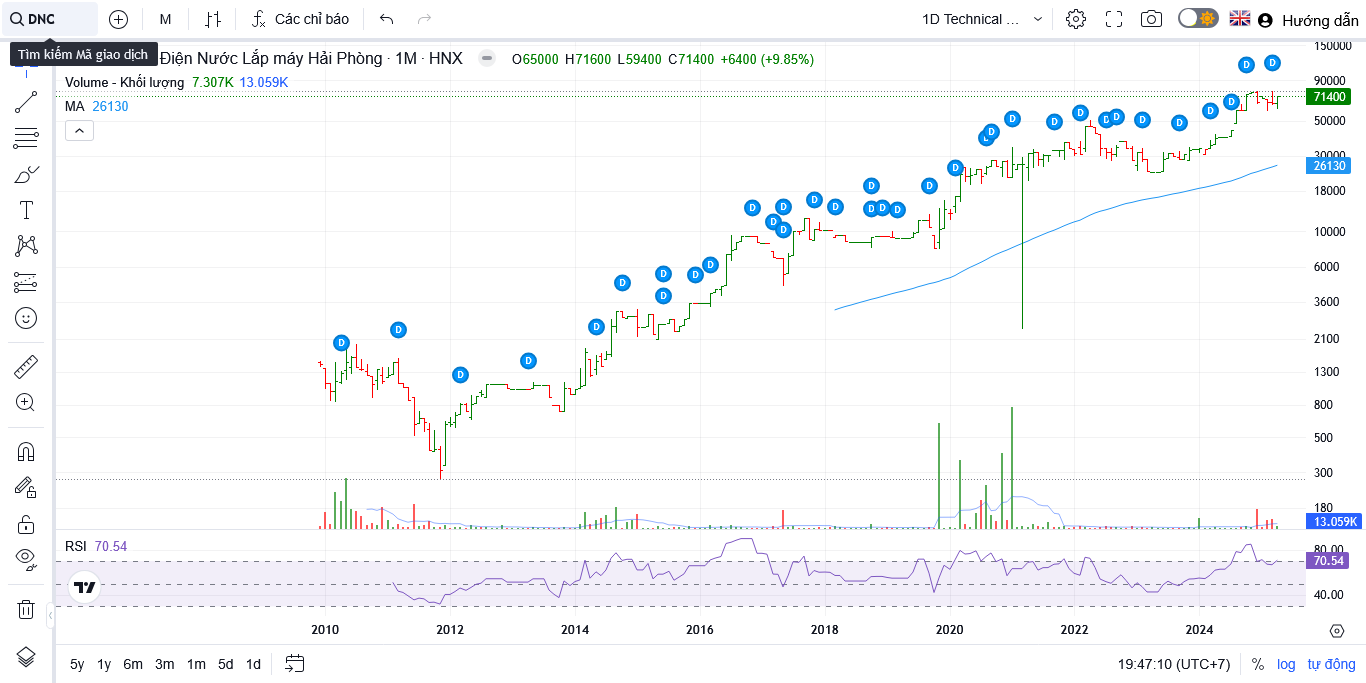 DNC M Các chỉ báo 1D Technical ... Hướng dẫn
Tìm kiếm Mã giao dịch
Điện Nước Lắp máy Hải Phòng · 1M · HNX O65000 H71600 L59400 C71400 +6400 (+9.85%)
Volume - Khối lượng 7.307K 13.059K
MA 26130
150000
90000
71400
50000
30000
26130
18000
10000
6000
3600
2100
1300
800
500
300
180
13.059K
D D D D D D D D D D D D D D D D D D D D D D D D D D D D D D D D D D D D D
RSI 70.54
80.00
70.54
40.00
2010 2012 2014 2016 2018 2020 2022 2024
5y 1y 6m 3m 1m 5d 1d 19:47:10 (UTC+7) % log tự động